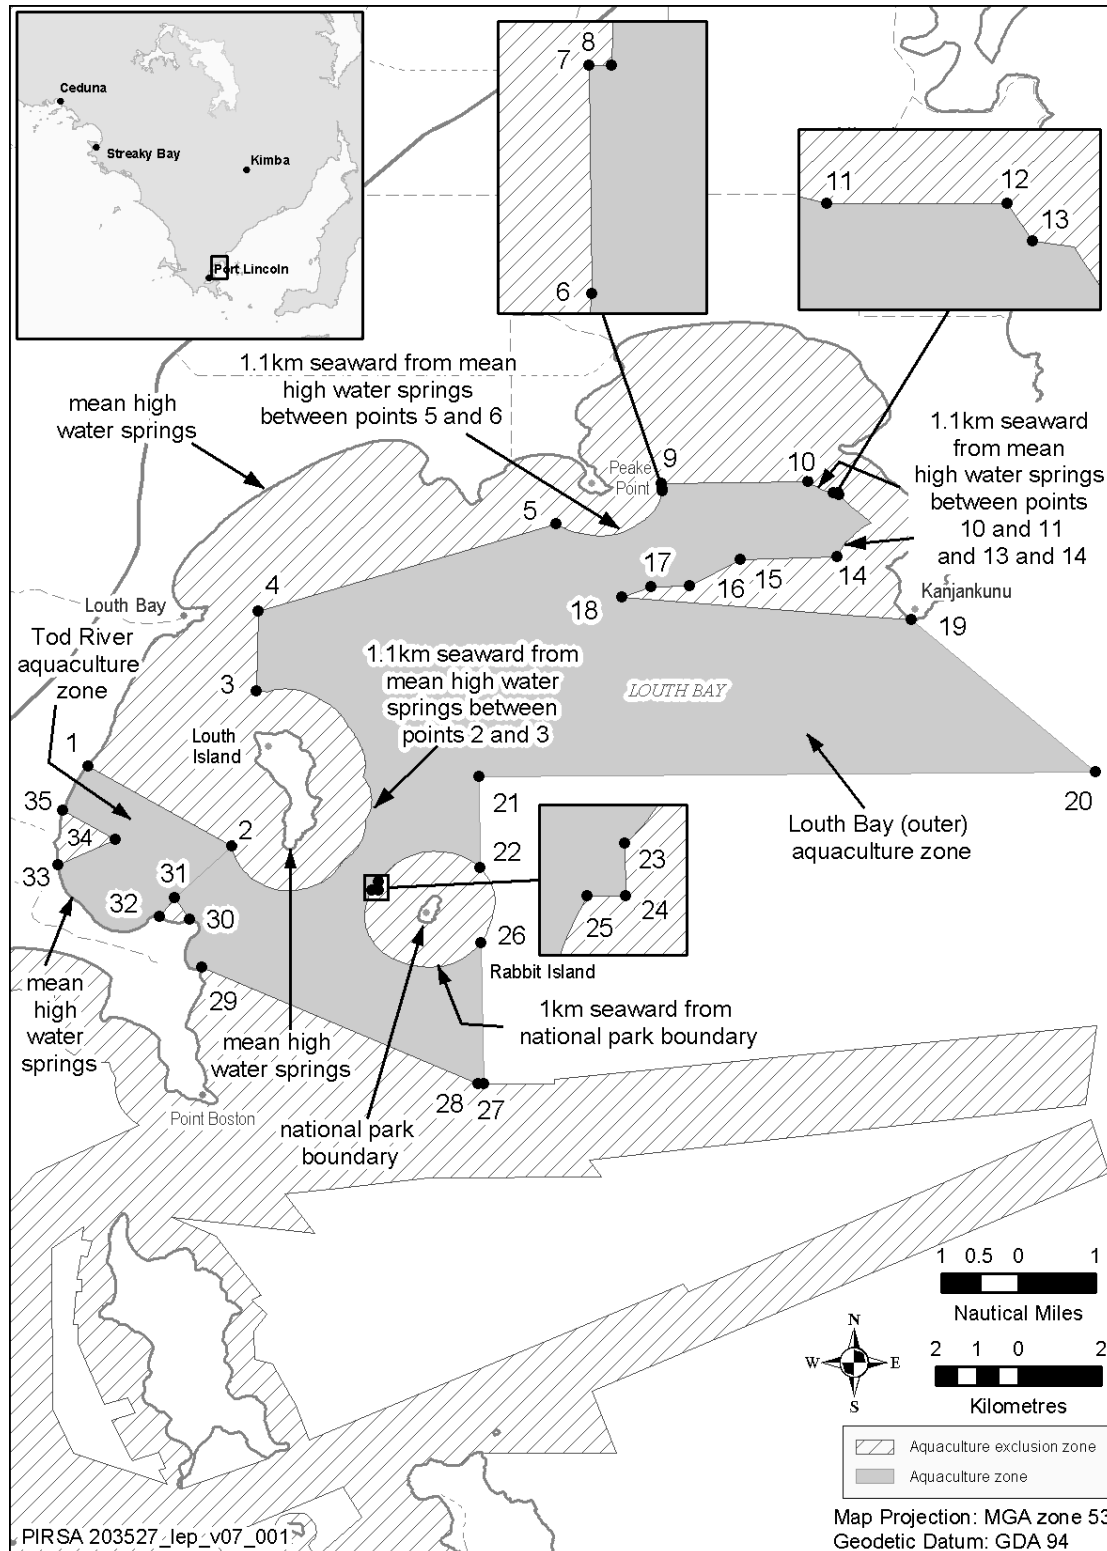 Ceduna
Streaky Bay
Kimba
Port Lincoln
8
7
6
11
12
13
1.1km seaward from mean
high water springs
between points 5 and 6
mean high
water springs
1.1km seaward
from mean
high water springs
between points
10 and 11
and 13 and 14
Peake
Point
9
10
5
4
17
16
15
14
18
Kanjankunu
19
Louth Bay
Tod River
aquaculture
zone
1.1km seaward from
mean high water
springs between
points 2 and 3
LOUTH BAY
3
Louth
Island
1
35
34
2
33
31
32
30
21
20
Louth Bay (outer)
aquaculture zone
22
23
24
25
26
Rabbit Island
29
mean
high
water
springs
mean high
water springs
1km seaward from
national park boundary
28
27
Point Boston
national park
boundary
1 0.5 0 1
Nautical Miles
N
W
E
S
2 1 0 2
Kilometres
Aquaculture exclusion zone
Aquaculture zone
PIRSA 203527_lep_v07_001
Map Projection: MGA zone 53
Geodetic Datum: GDA 94